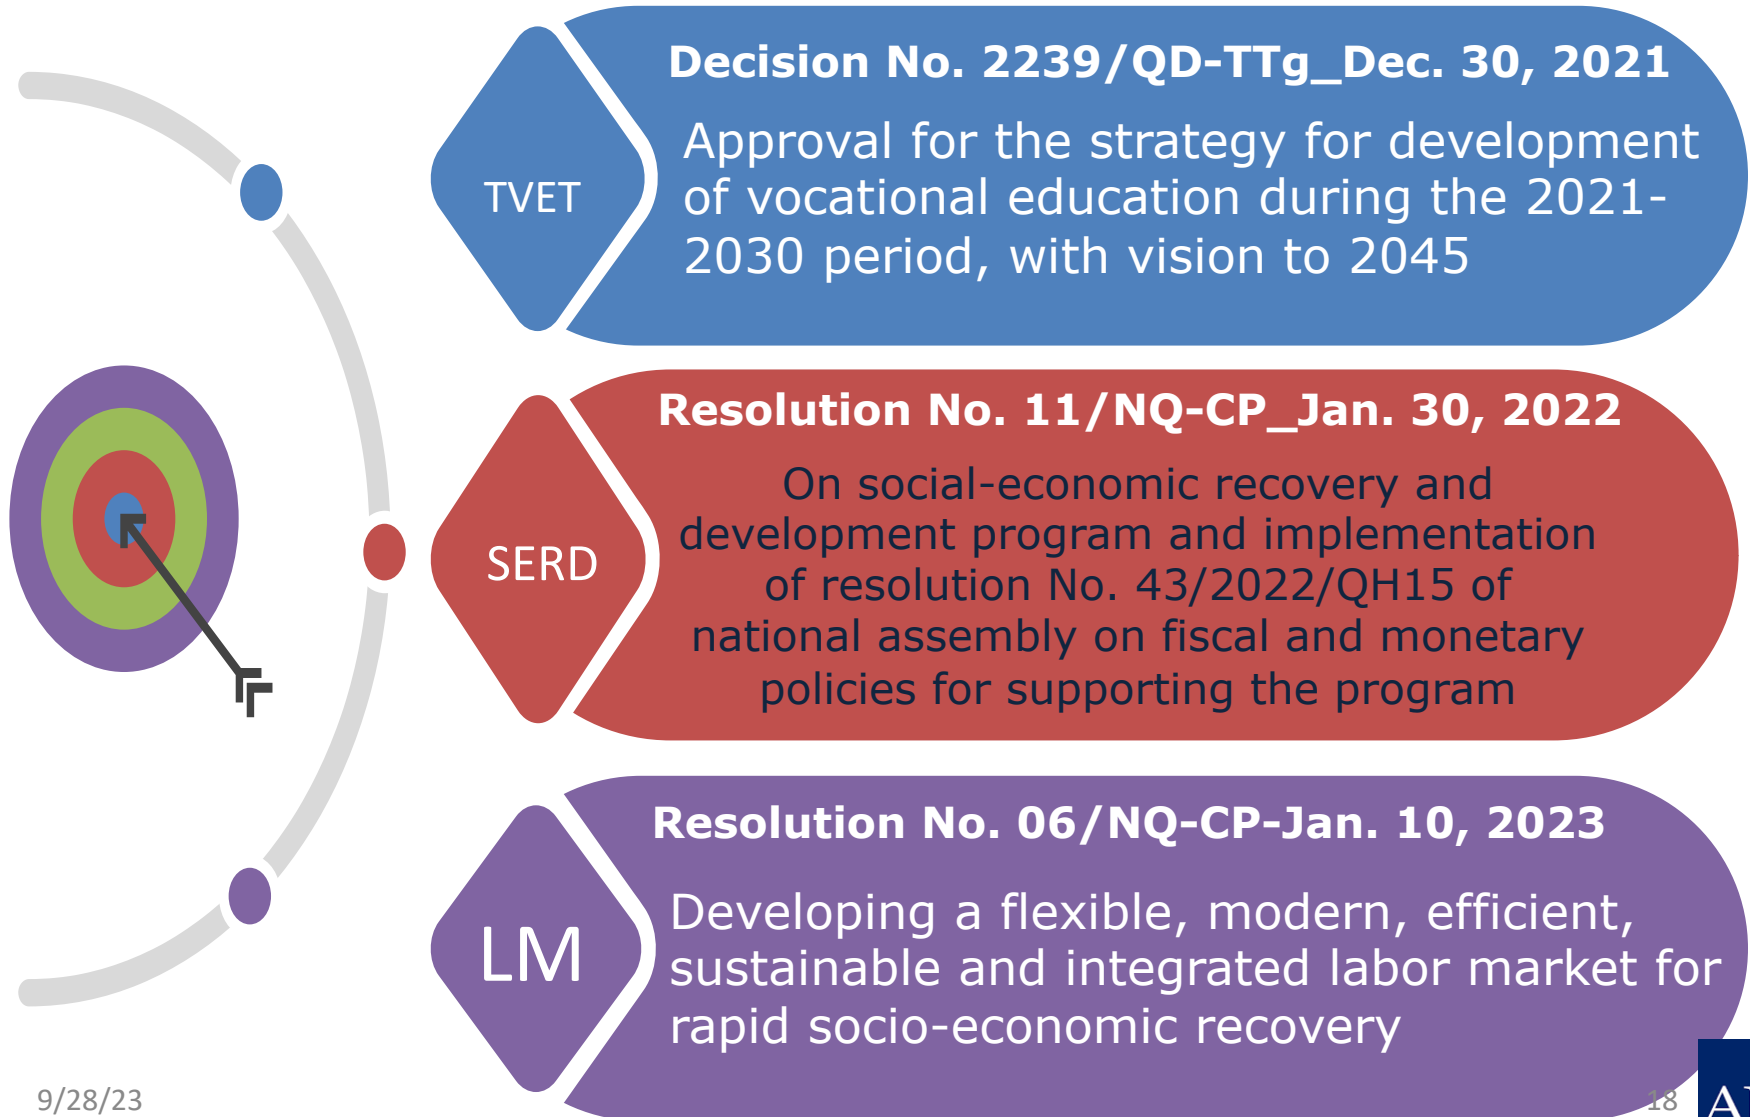 Decision No. 2239/QD-TTg_Dec. 30, 2021
TVET
Approval for the strategy for development
of vocational education during the 2021-
2030 period, with vision to 2045
Resolution No. 11/NQ-CP_Jan. 30, 2022
SERD
On social-economic recovery and
development program and implementation
of resolution No. 43/2022/QH15 of
national assembly on fiscal and monetary
policies for supporting the program
Resolution No. 06/NQ-CP-Jan. 10, 2023
LM
Developing a flexible, modern, efficient,
sustainable and integrated labor market for
rapid socio-economic recovery
9/28/23
18